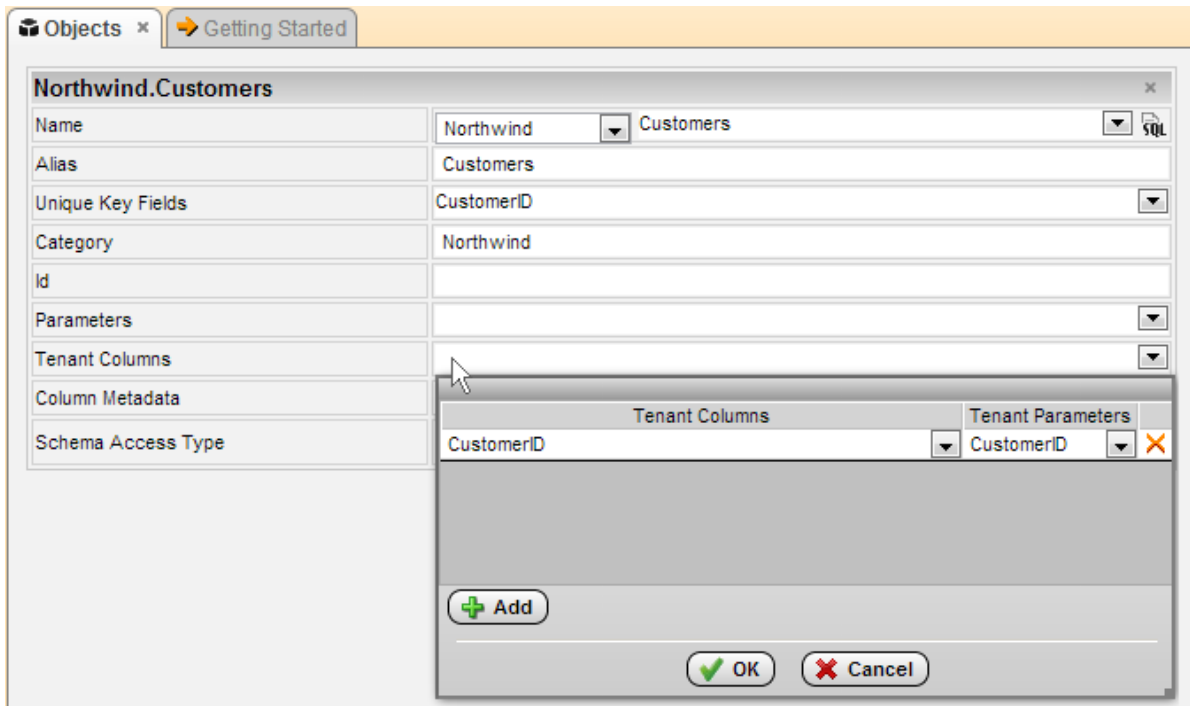 Objects × Getting Started
Northwind.Customers ×
Name Northwind Customers SQL
Alias Customers
Unique Key Fields CustomerID
Category Northwind
Id
Parameters
Tenant Columns
Column Metadata
Schema Access Type
Tenant Columns Tenant Parameters
CustomerID CustomerID
Add
OK Cancel